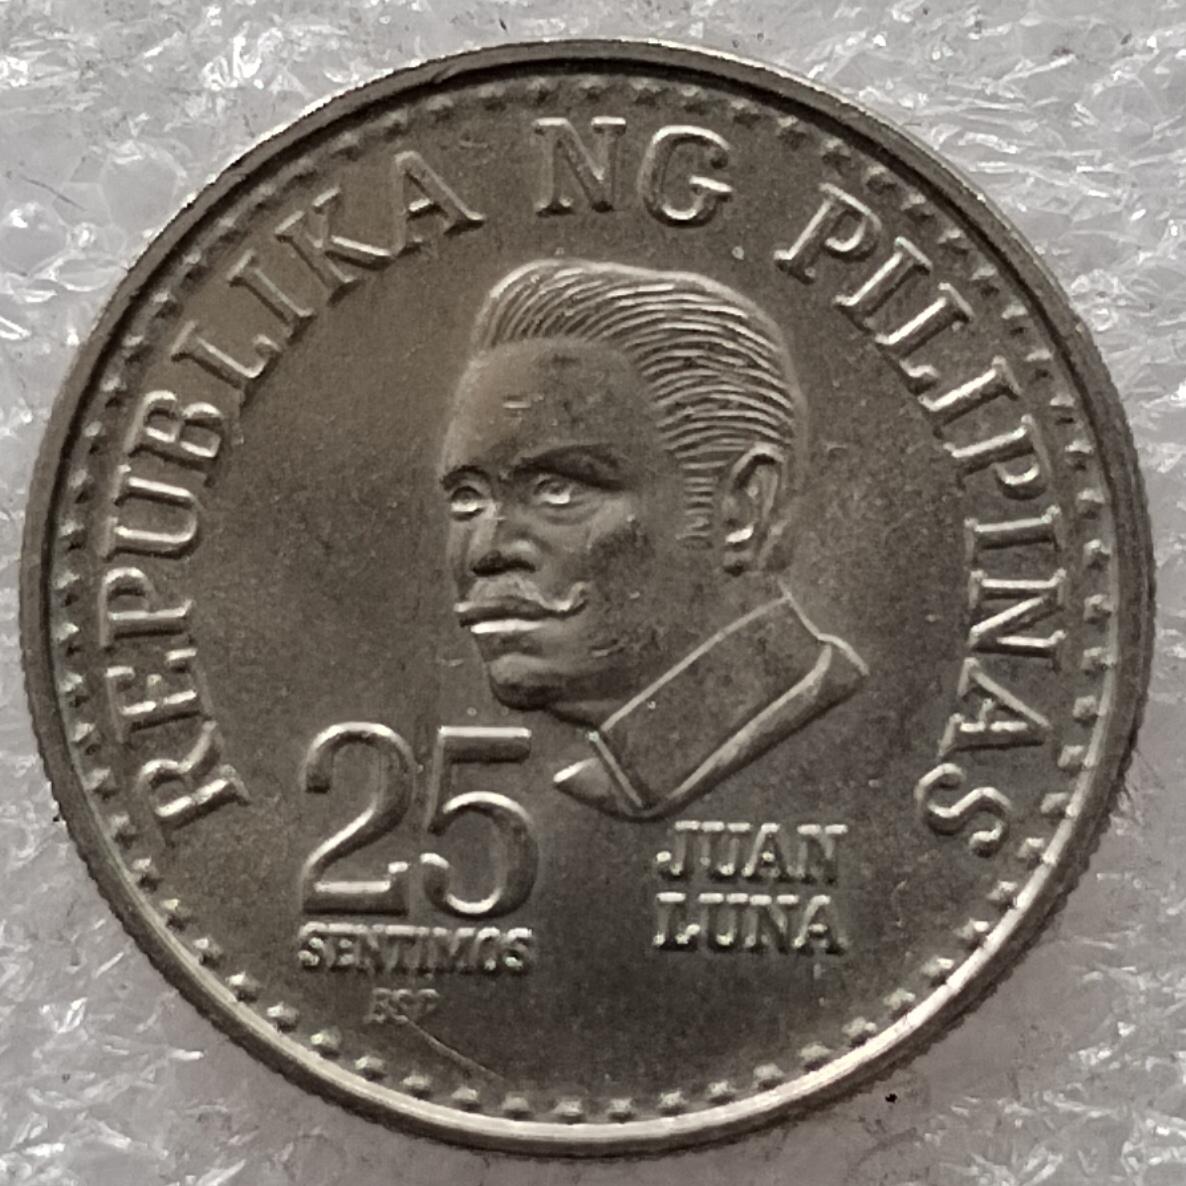 REPUBLIKA NG PILIPINAS
25
SENTIMOS
BSP
JUAN
LUNA